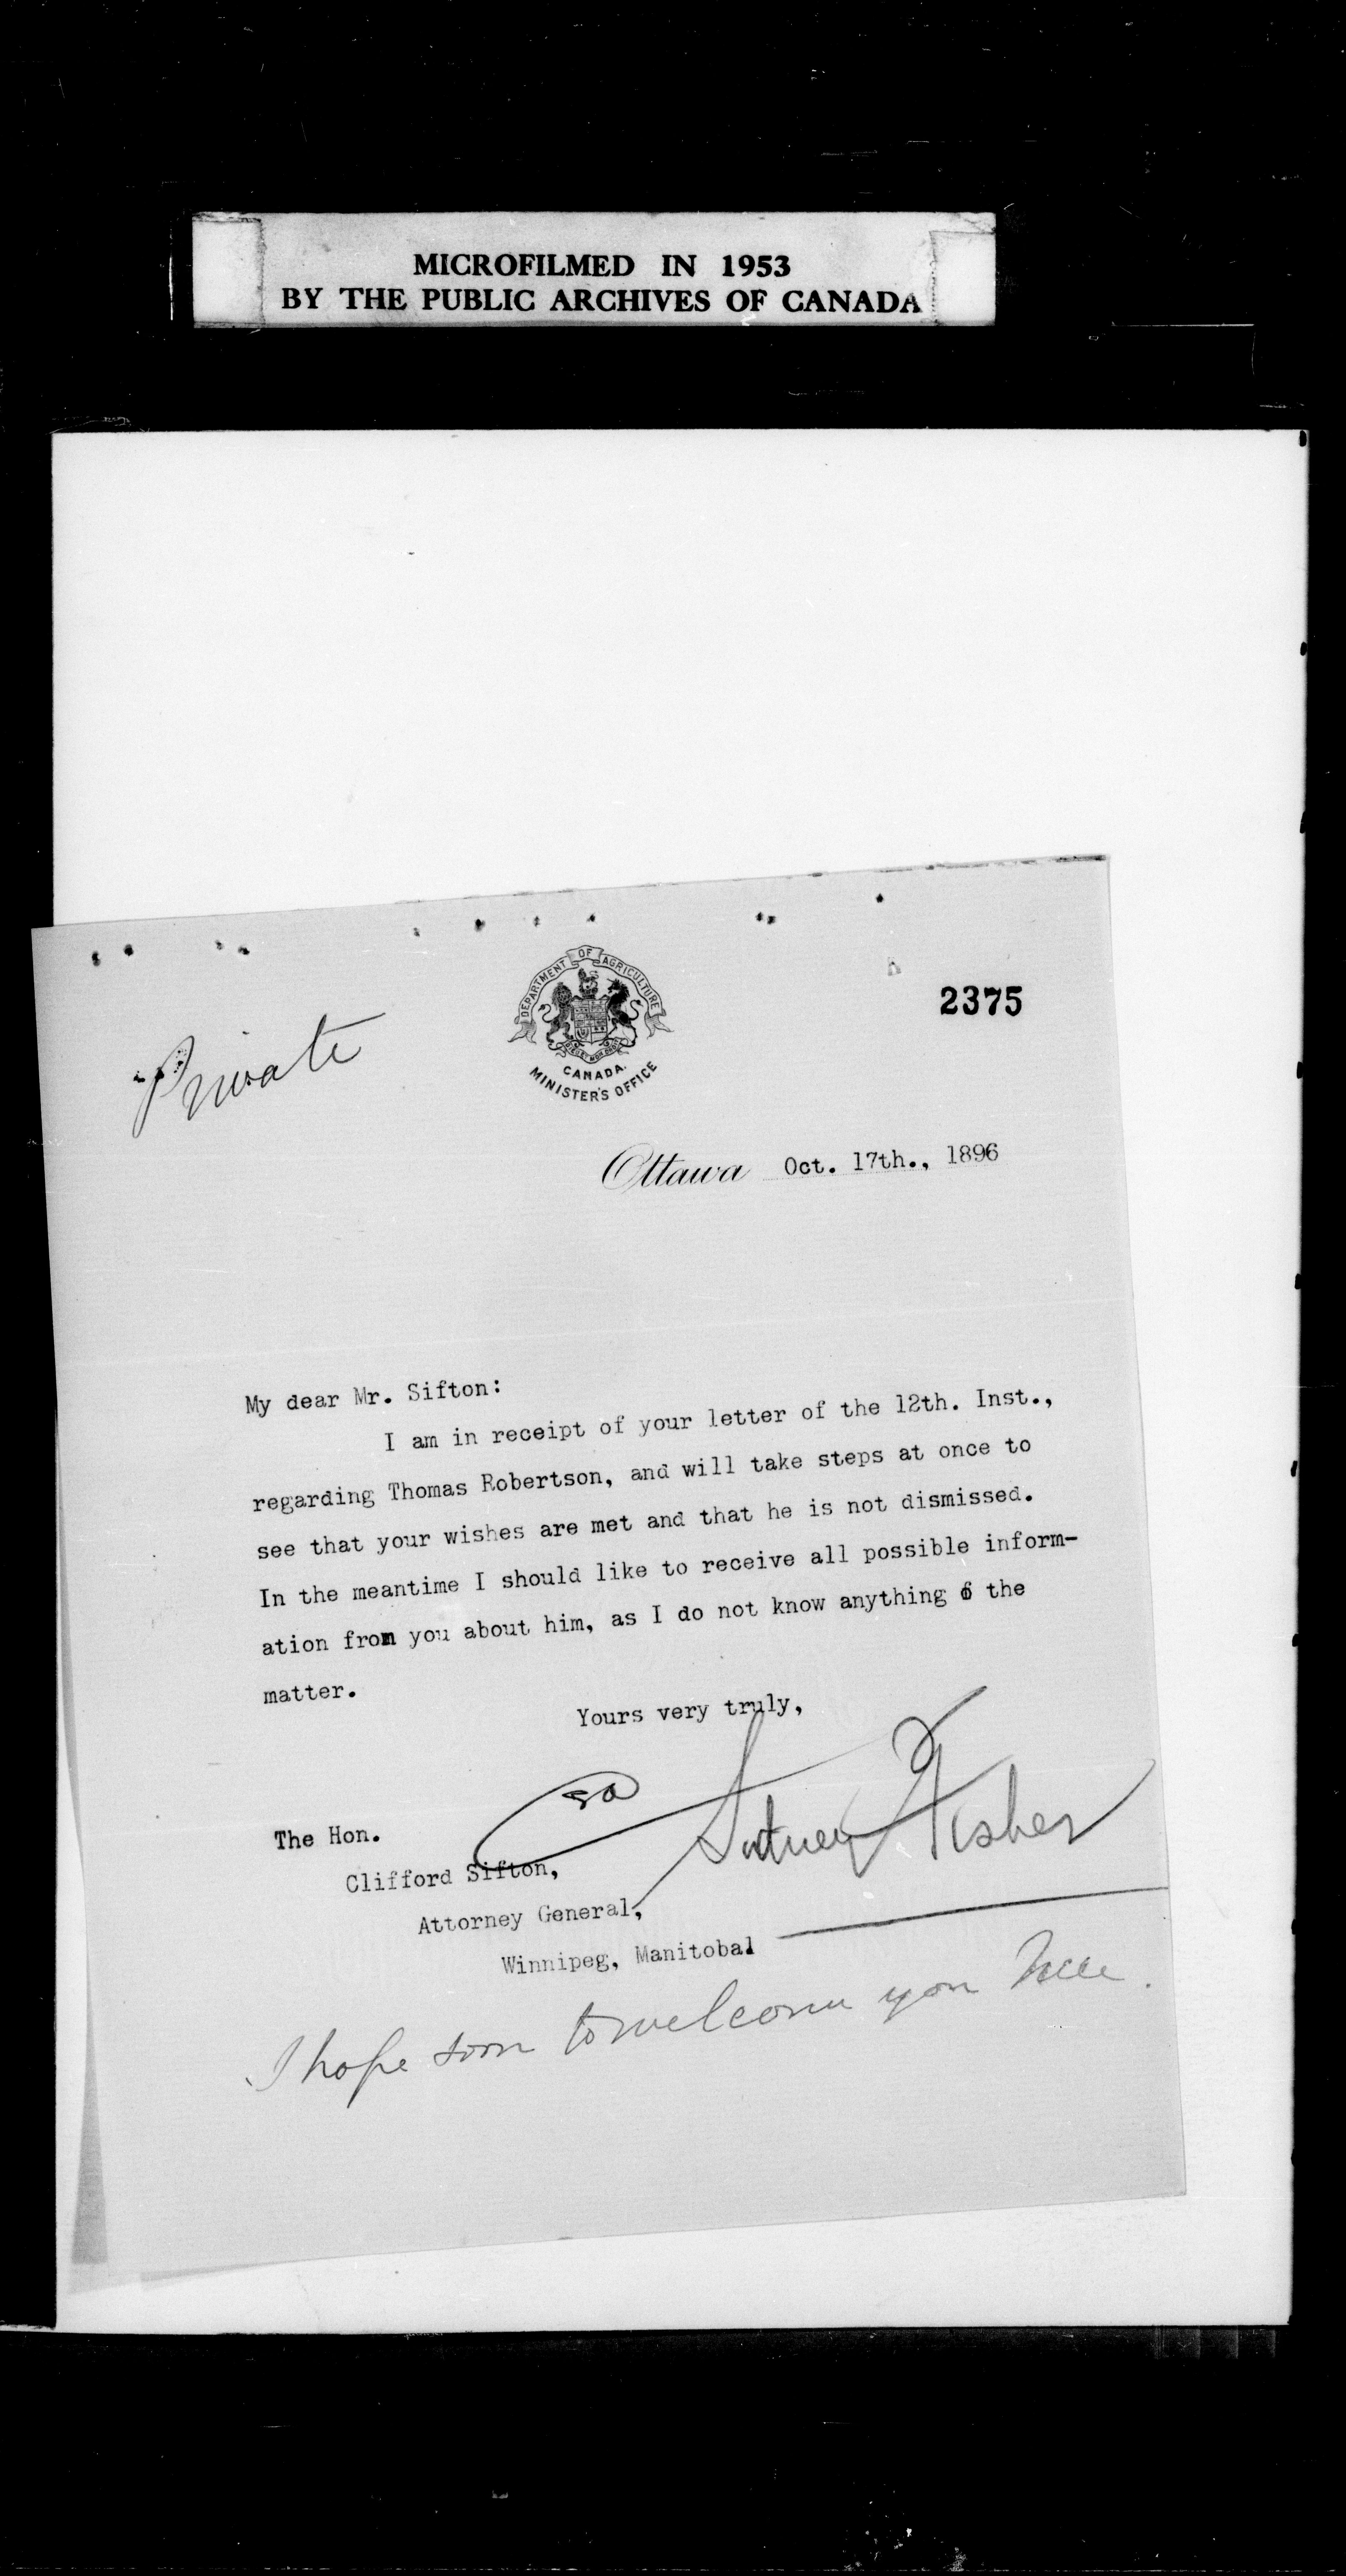 MICROFILMED IN 1953
BY THE PUBLIC ARCHIVES OF CANADA
DEPARTMENT OF AGRICULTURE
CANADA.
MINISTER'S OFFICE
2375
Private
Ottawa Oct. 17th., 1896
My dear Mr. Sifton:
I am in receipt of your letter of the 12th. Inst.,
regarding Thomas Robertson, and will take steps at once to
see that your wishes are met and that he is not dismissed.
In the meantime I should like to receive all possible inform-
ation from you about him, as I do not know anything of the
matter.
Yours very truly,
Sydney Fisher
The Hon.
Clifford Sifton,
Attorney General,
Winnipeg, Manitoba.
I hope soon to welcome you here.